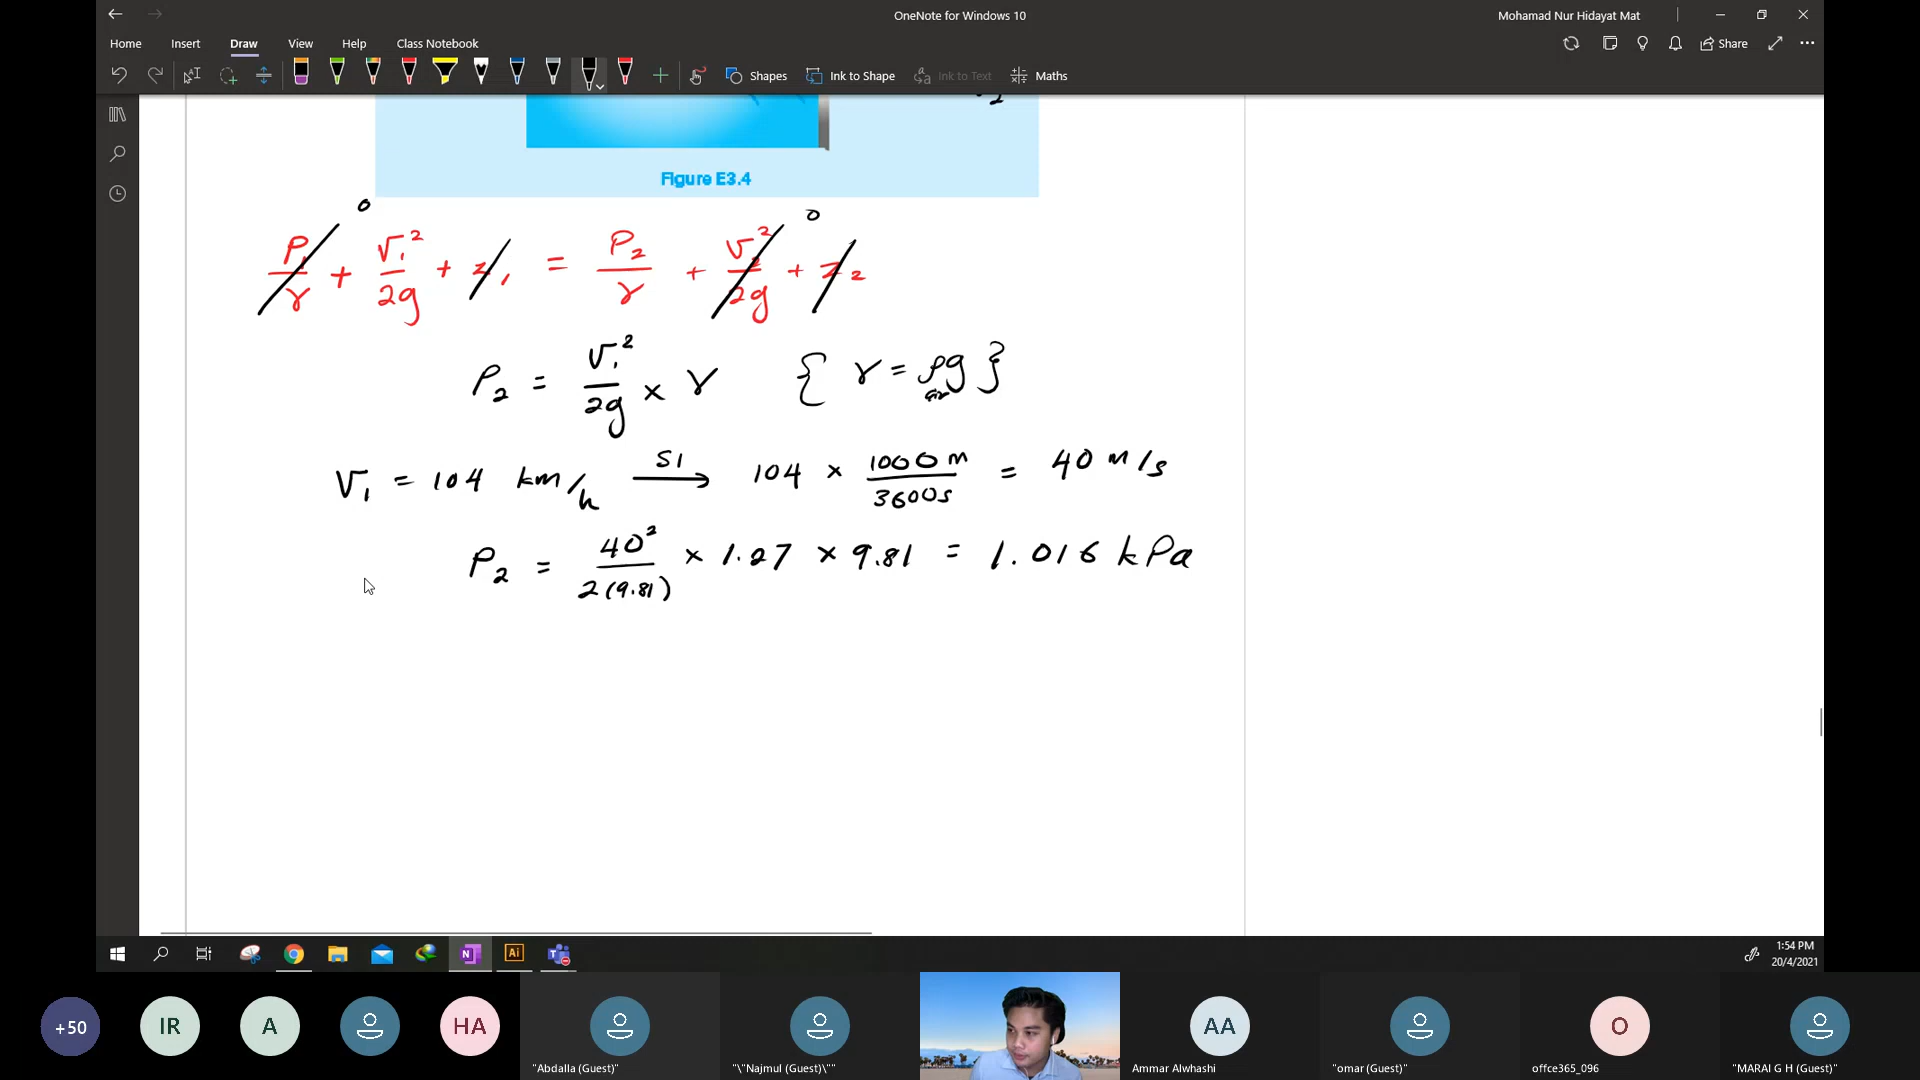 OneNote for Windows 10
Mohamad Nur Hidayat Mat
Home Insert Draw View Help Class Notebook
Share
Shapes Ink to Shape Ink to Text Maths
2
Figure E3.4
0 0
P₁/γ + V₁²/2g + z₁ = P₂/γ + V₂²/2g + z₂
P₂ = V₁²/2g × γ { γ = ρg }
air
V₁ = 104 km/h SI → 104 × 1000m/3600s = 40 m/s
P₂ = 40²/2(9.81) × 1.27 × 9.81 = 1.016 kPa
1:54 PM
20/4/2021
+50 IR A HA AA O
"Abdalla (Guest)" "\"Najmul (Guest)\"" Ammar Alwhashi "omar (Guest)" offce365_096 "MARAI G H (Guest)"